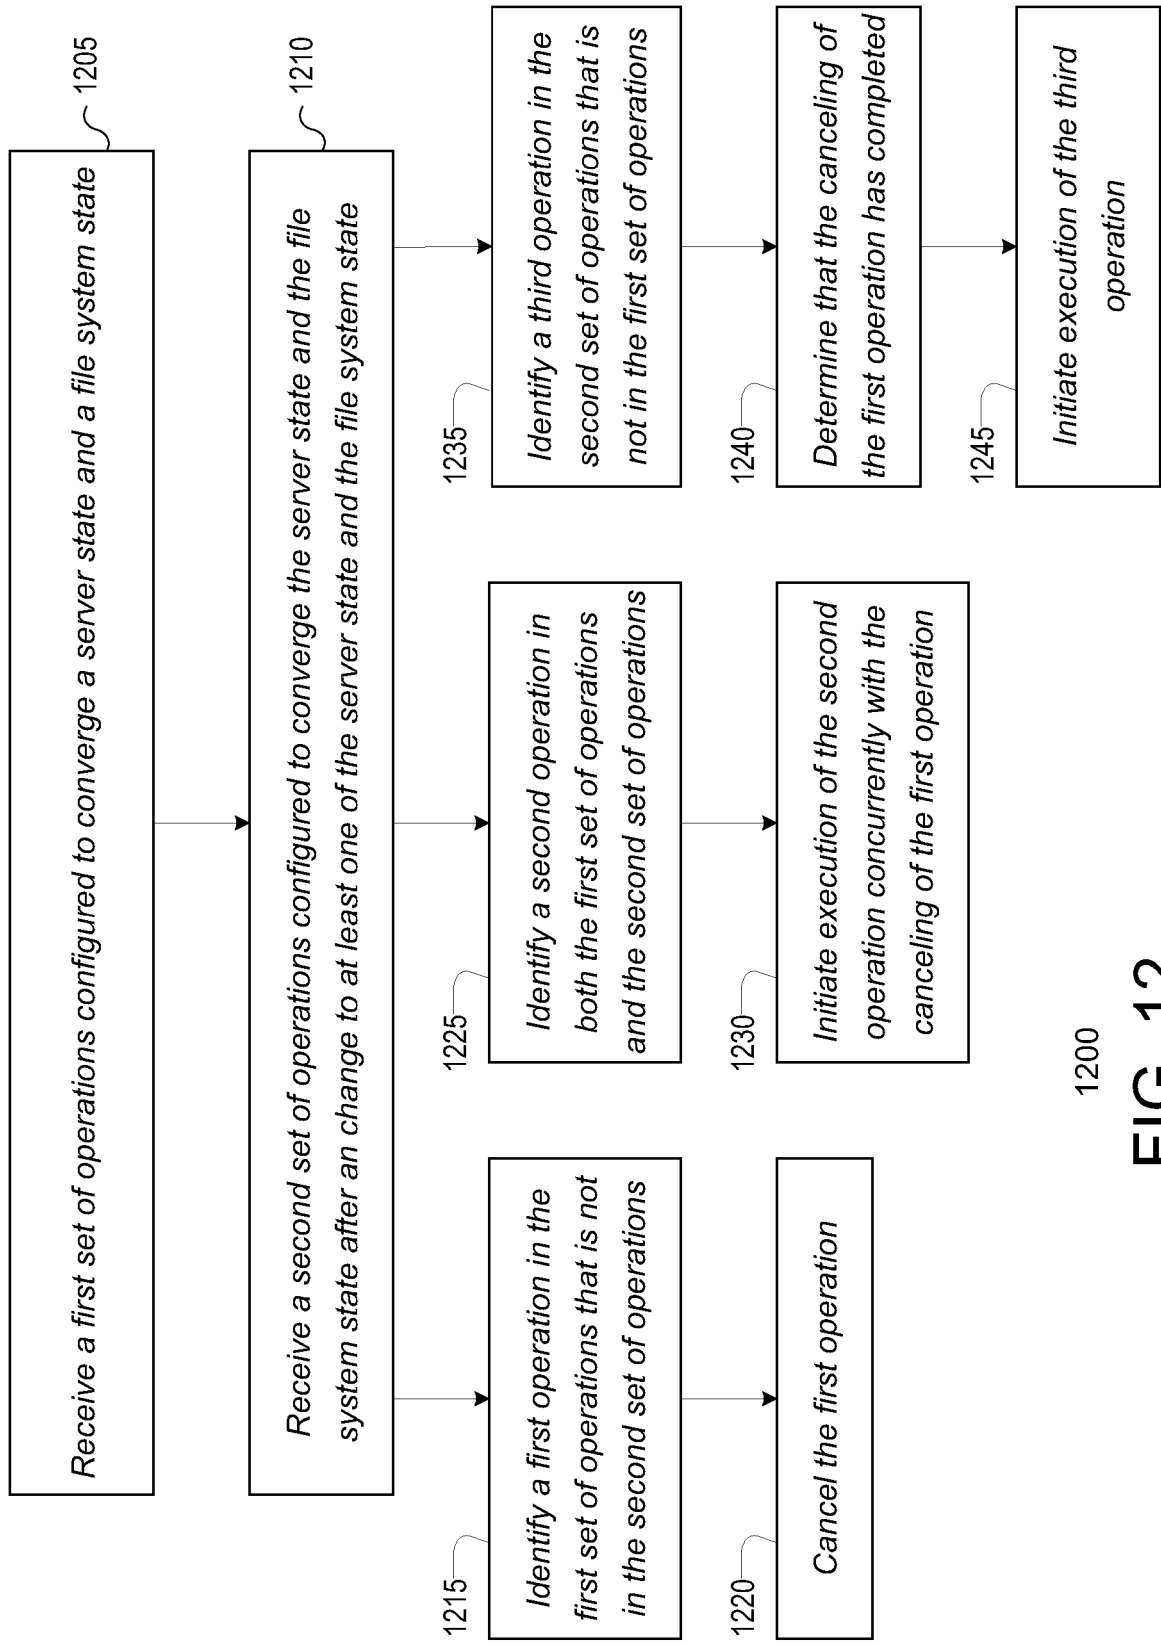 Receive a first set of operations configured to converge a server state and a file system state
1205
Receive a second set of operations configured to converge the server state and the file
system state after an change to at least one of the server state and the file system state
1210
1215
Identify a first operation in the
first set of operations that is not
in the second set of operations
1220
Cancel the first operation
1225
Identify a second operation in
both the first set of operations
and the second set of operations
1230
Initiate execution of the second
operation concurrently with the
canceling of the first operation
1235
Identify a third operation in the
second set of operations that is
not in the first set of operations
1240
Determine that the canceling of
the first operation has completed
1245
Initiate execution of the third
operation
1200
FIG. 12